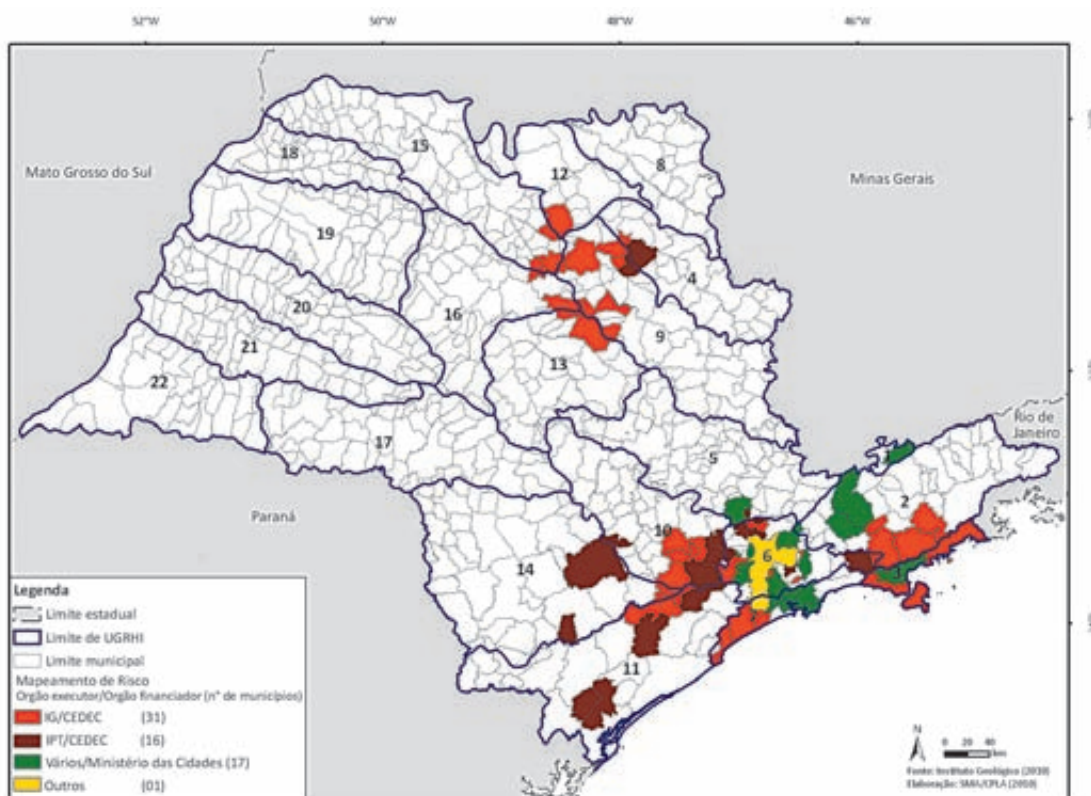 52°W 50°W 48°W 46°W
Mato Grosso do Sul
Minas Gerais
Rio de
Janeiro
Paraná
18
15
12
8
19
4
20
16
9
21
13
22
17
5
2
10
6
14
3
11
Legenda
Limite estadual
Limite de UGRHI
Limite municipal
Mapeamento de Risco
Orgão executor/Orgão financiador (n° de municípios)
IG/CEDEC (31)
IPT/CEDEC (16)
Vários/Ministério das Cidades (17)
Outros (01)
N
0 20 40
km
Fonte: Instituto Geológico (2010)
Elaboração: SMA/CPLA (2010)